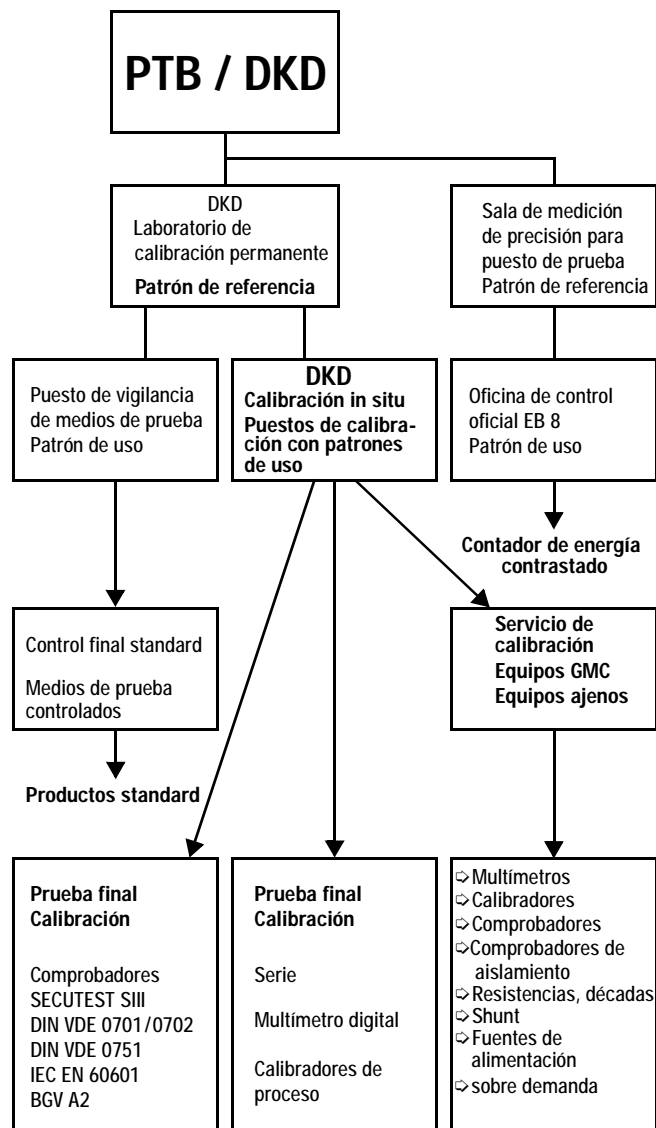 PTB / DKD
DKD
Laboratorio de
calibración permanente
Patrón de referencia
Sala de medición
de precisión para
puesto de prueba
Patrón de referencia
Puesto de vigilancia
de medios de prueba
Patrón de uso
DKD
Calibración in situ
Puestos de calibra-
ción con patrones
de uso
Oficina de control
oficial EB 8
Patrón de uso
Contador de energía
contrastado
Control final standard
Medios de prueba
controlados
Productos standard
Servicio de
calibración
Equipos GMC
Equipos ajenos
Prueba final
Calibración
Comprobadores
SECUTEST SIII
DIN VDE 0701/0702
DIN VDE 0751
IEC EN 60601
BGV A2
Prueba final
Calibración
Serie
Multímetro digital
Calibradores de
proceso
➪Multímetros
➪Calibradores
➪Comprobadores
➪Comprobadores de
aislamiento
➪Resistencias, décadas
➪Shunt
➪Fuentes de
alimentación
➪sobre demanda